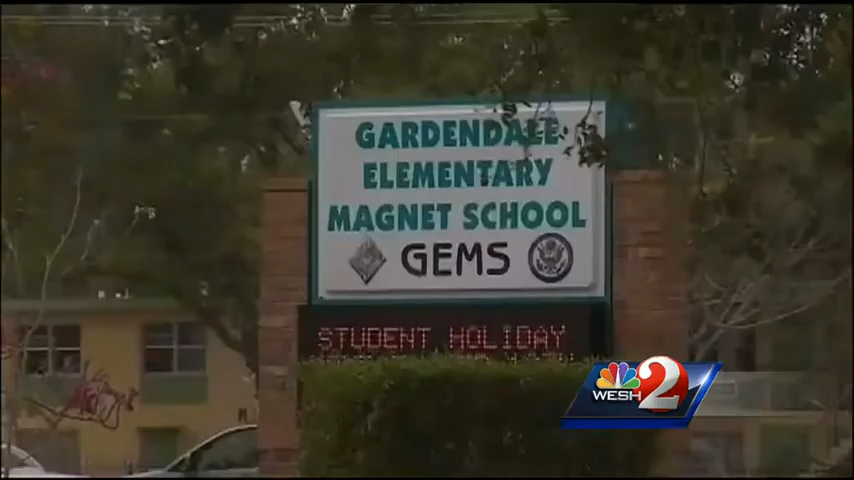 GARDENDALE
ELEMENTARY
MAGNET SCHOOL
GEMS
STUDENT HOLIDAY
WESH 2